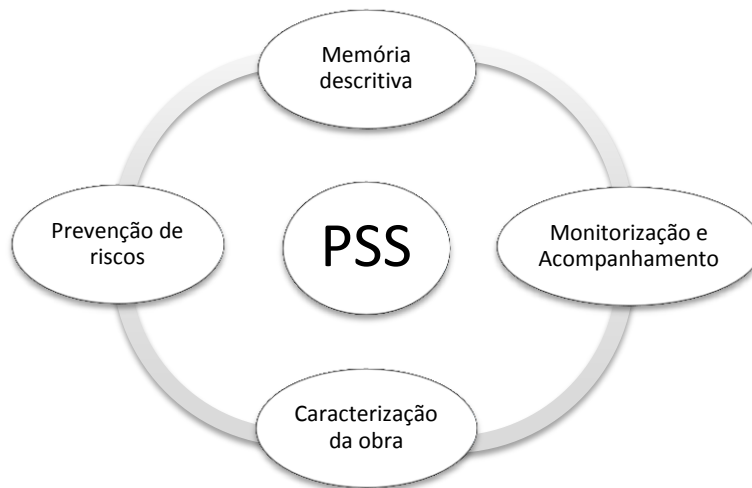 Memória
descritiva
Prevenção de
riscos
PSS
Monitorização e
Acompanhamento
Caracterização
da obra